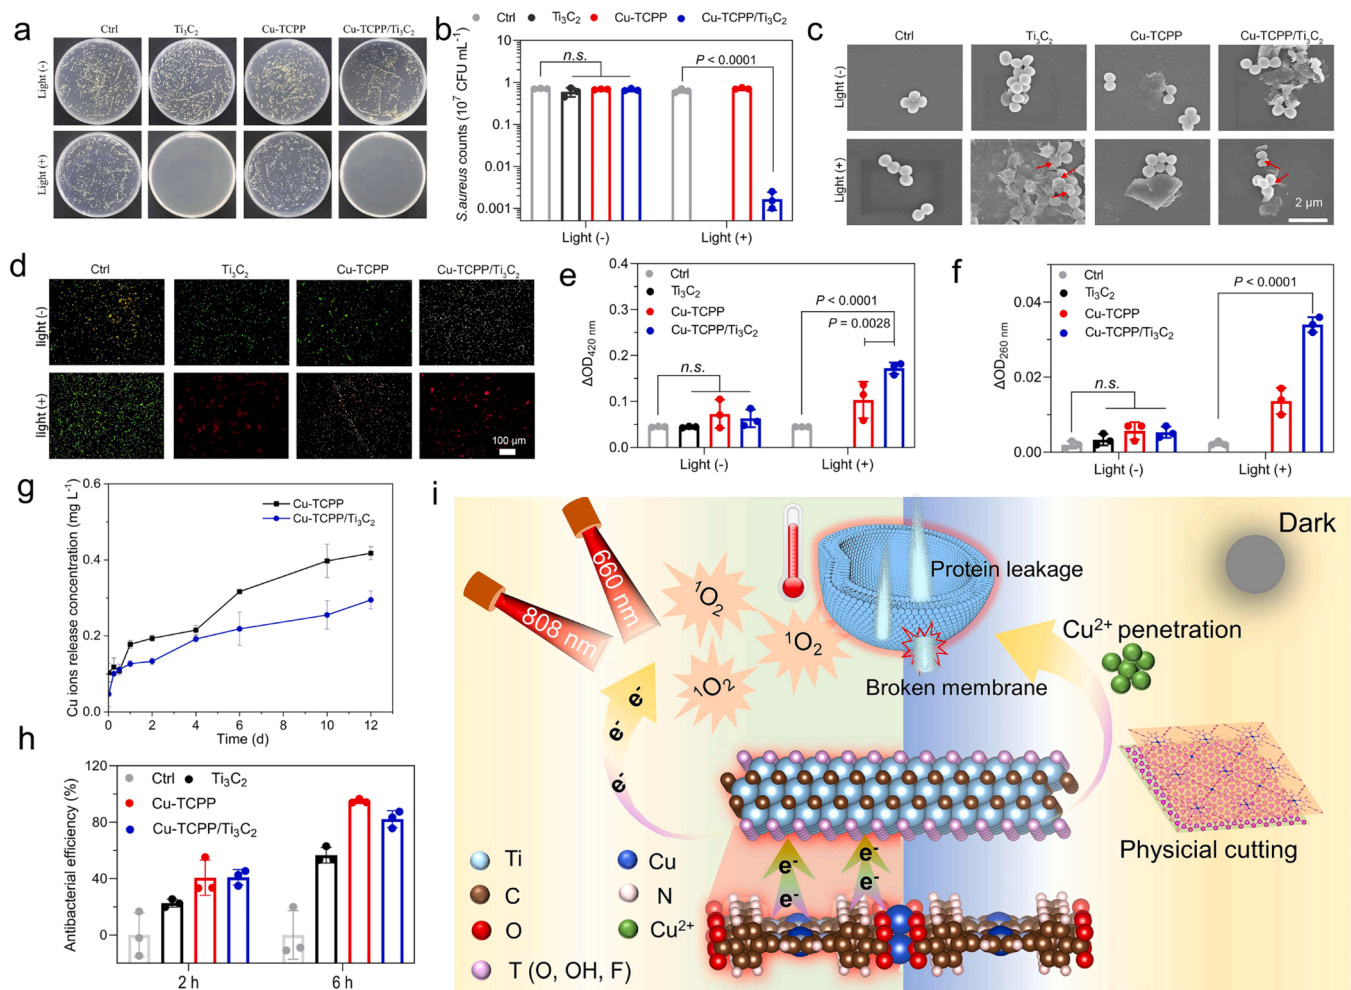 a
Ctrl
Ti₃C₂
Cu-TCPP
Cu-TCPP/Ti₃C₂
Light (-)
Light (+)
b
Ctrl
Ti₃C₂
Cu-TCPP
Cu-TCPP/Ti₃C₂
S.aureus counts (10⁷ CFU mL⁻¹)
10
1
0.1
0.01
0.001
n.s.
P < 0.0001
Light (-)
Light (+)
c
Ctrl
Ti₃C₂
Cu-TCPP
Cu-TCPP/Ti₃C₂
Light (-)
Light (+)
2 μm
d
Ctrl
Ti₃C₂
Cu-TCPP
Cu-TCPP/Ti₃C₂
light (-)
light (+)
100 μm
e
Ctrl
Ti₃C₂
Cu-TCPP
Cu-TCPP/Ti₃C₂
ΔOD₄₂₀ ₙₘ
0.4
0.3
0.2
0.1
0.0
n.s.
P < 0.0001
P = 0.0028
Light (-)
Light (+)
f
Ctrl
Ti₃C₂
Cu-TCPP
Cu-TCPP/Ti₃C₂
ΔOD₂₆₀ ₙₘ
0.04
0.02
0.00
n.s.
P < 0.0001
Light (-)
Light (+)
g
Cu-TCPP
Cu-TCPP/Ti₃C₂
Cu ions release concentration (mg L⁻¹)
0.6
0.4
0.2
0.0
0 2 4 6 8 10 12
Time (d)
h
Ctrl
Ti₃C₂
Cu-TCPP
Cu-TCPP/Ti₃C₂
Antibacterial efficiency (%)
120
80
40
0
2 h
6 h
i
Dark
660 nm
808 nm
¹O₂
¹O₂
¹O₂
Protein leakage
Broken membrane
Cu²⁺ penetration
Physicial cutting
e-
e-
e-
e-
e-
e-
e-
Ti
C
O
T (O, OH, F)
Cu
N
Cu²⁺